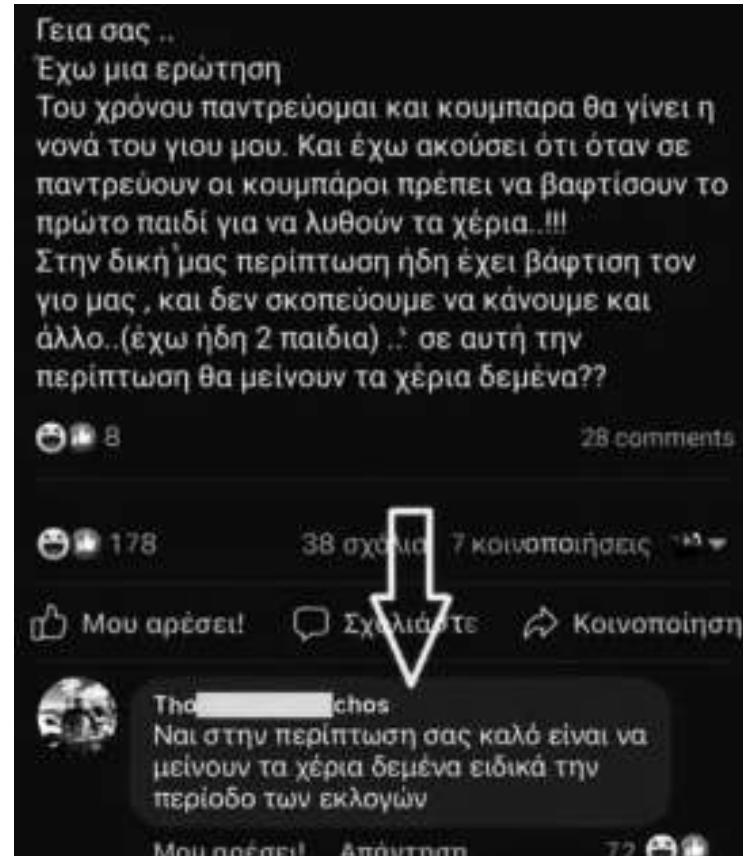 Γεια σας ..
Έχω μια ερώτηση
Του χρόνου παντρεύομαι και κουμπαρα θα γίνει η
νονά του γιου μου. Και έχω ακούσει ότι όταν σε
παντρεύουν οι κουμπάροι πρέπει να βαφτίσουν το
πρώτο παιδί για να λυθούν τα χέρια..!!!
Στην δική μας περίπτωση ήδη έχει βάφτιση τον
γιο μας , και δεν σκοπεύουμε να κάνουμε και
άλλο..(έχω ήδη 2 παιδια) .. σε αυτή την
περίπτωση θα μείνουν τα χέρια δεμένα??
8 28 comments
178 38 σχόλια 7 κοινοποιήσεις
Μου αρέσει! Σχολιάστε Κοινοποίηση
Tho chos
Ναι στην περίπτωση σας καλό είναι να
μείνουν τα χέρια δεμένα ειδικά την
περίοδο των εκλογών
Μου αρέσει! Απάντηση 72